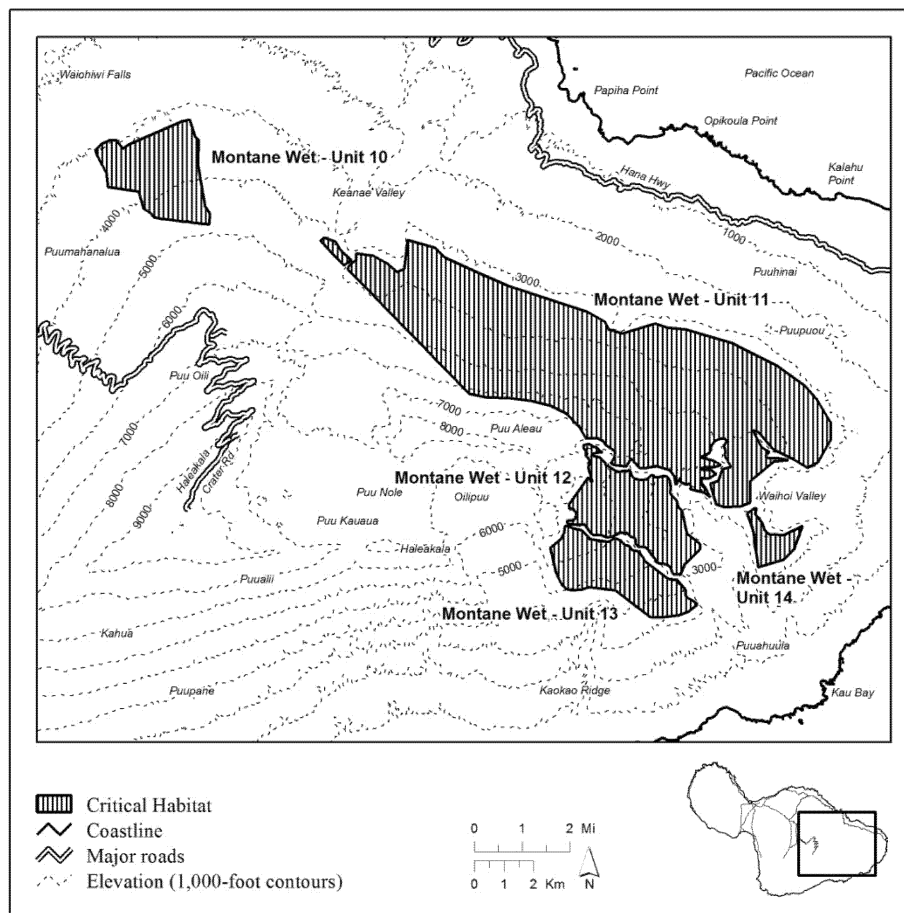 Waiohiwi Falls
Pacific Ocean
Papiha Point
Opikoula Point
Montane Wet - Unit 10
Kalahu
Point
Keanae Valley
Hana Hwy
4000
2000
1000
Puumahanalua
5000
3000
Puuhinai
6000
Montane Wet - Unit 11
Puupuou
Puu Oili
7000
7000
8000
Puu Aleau
Haleakala
Crater Rd
Montane Wet - Unit 12
8000
Puu Nole
Oilipuu
Waihoi Valley
9000
Puu Kauaua
6000
Haleakala
5000
3000
Puualii
Montane Wet -
Unit 14
Montane Wet - Unit 13
Kahua
Puuahuula
Puupane
Kaokao Ridge
Kau Bay
Critical Habitat
Coastline
Major roads
Elevation (1,000-foot contours)
0 1 2 Mi
0 1 2 Km
N